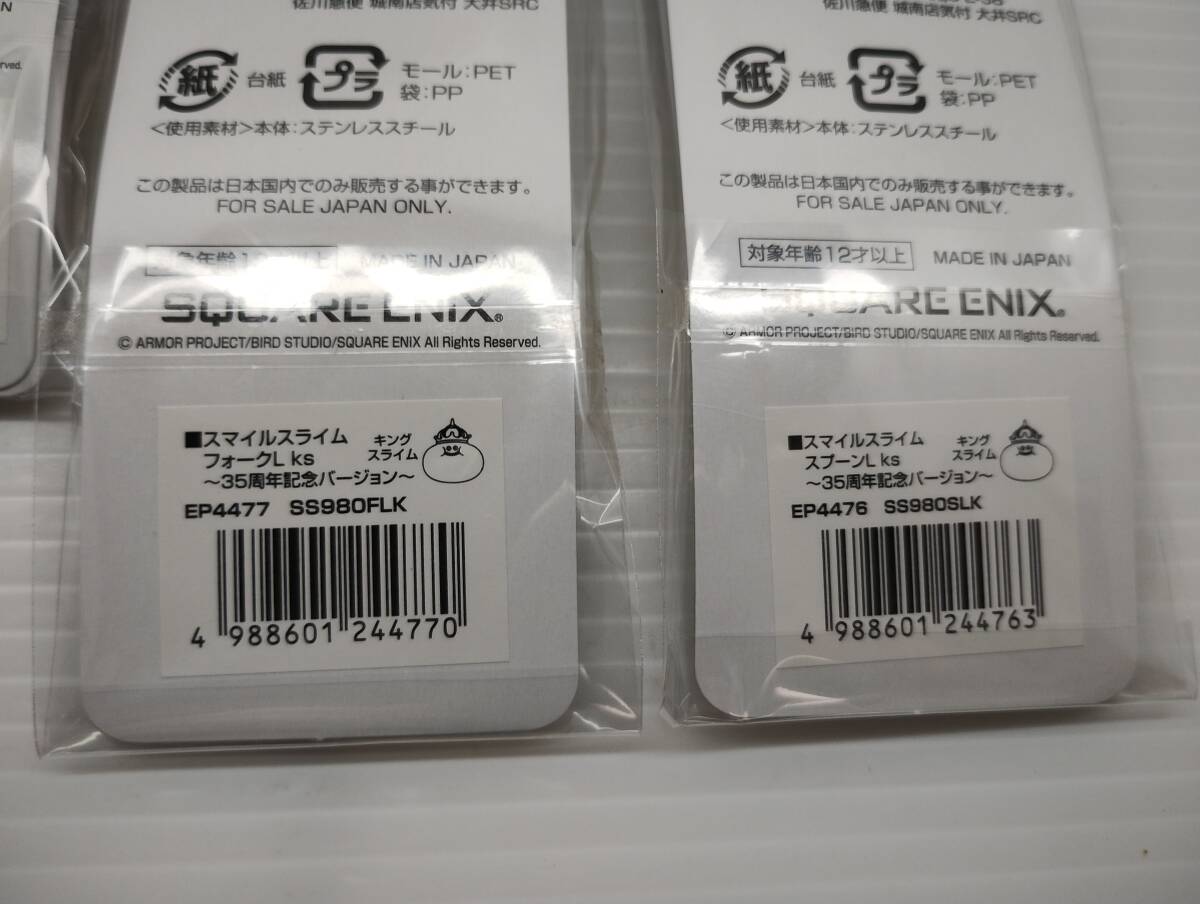 N
rved.
佐川急便 城南店気付 大井SRC
紙 台紙
プラ モール:PET
袋:PP
<使用素材>本体:ステンレススチール
この製品は日本国内でのみ販売する事ができます。
FOR SALE JAPAN ONLY.
対象年齢12才以上 MADE IN JAPAN
SQUARE ENIX®
© ARMOR PROJECT/BIRD STUDIO/SQUARE ENIX All Rights Reserved.
■スマイルスライム キング
フォークL ks スライム
〜35周年記念バージョン〜
EP4477 SS980FLK
4 988601 244770
佐川急便 城南店気付 大井SRC
紙 台紙
プラ モール:PET
袋:PP
<使用素材>本体:ステンレススチール
この製品は日本国内でのみ販売する事ができます。
FOR SALE JAPAN ONLY.
対象年齢12才以上 MADE IN JAPAN
SQUARE ENIX®
© ARMOR PROJECT/BIRD STUDIO/SQUARE ENIX All Rights Reserved.
■スマイルスライム キング
スプーンL ks スライム
〜35周年記念バージョン〜
EP4476 SS980SLK
4 988601 244763